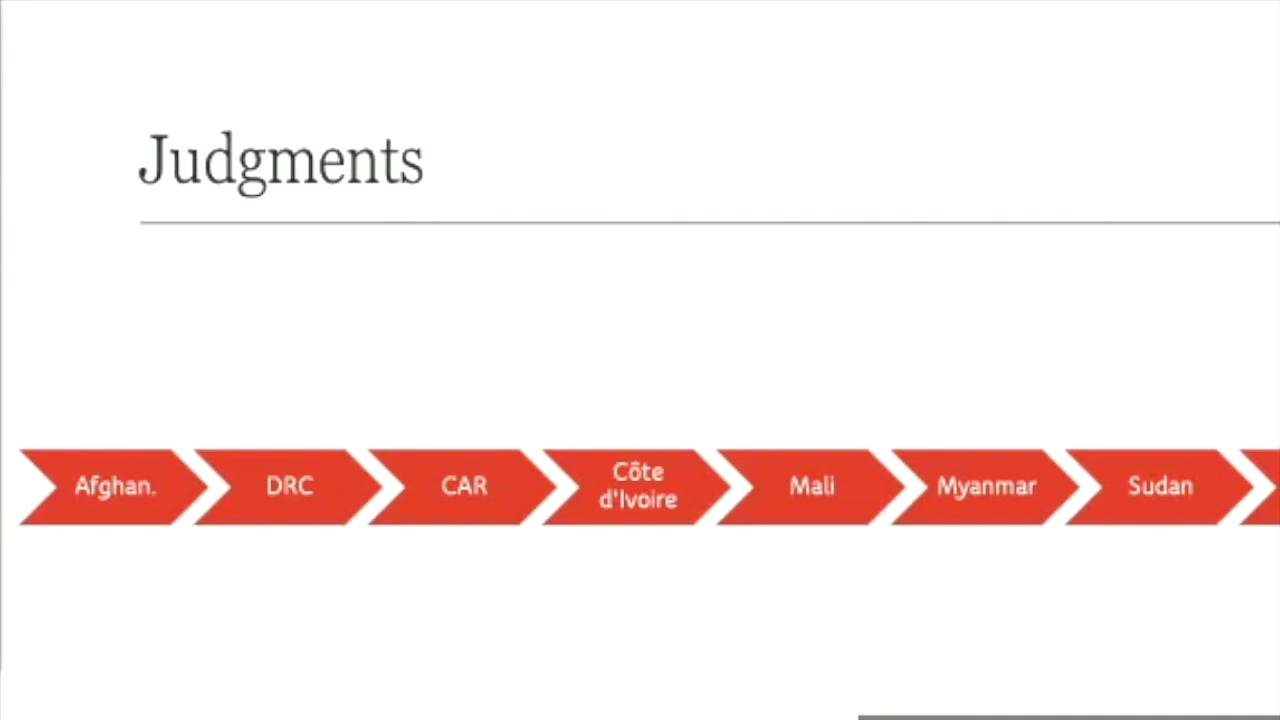 Judgments
Afghan.
DRC
CAR
Côte
d'Ivoire
Mali
Myanmar
Sudan